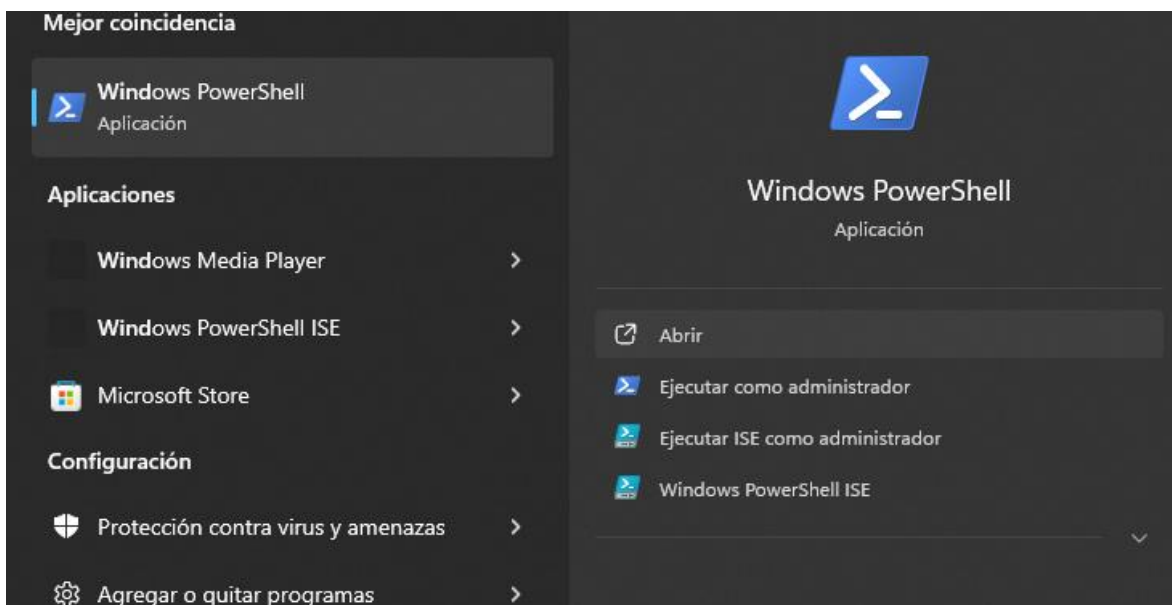 Mejor coincidencia
Windows PowerShell
Aplicación
Aplicaciones
Windows Media Player
Windows PowerShell ISE
Microsoft Store
Configuración
Protección contra virus y amenazas
Agregar o quitar programas
Windows PowerShell
Aplicación
Abrir
Ejecutar como administrador
Ejecutar ISE como administrador
Windows PowerShell ISE